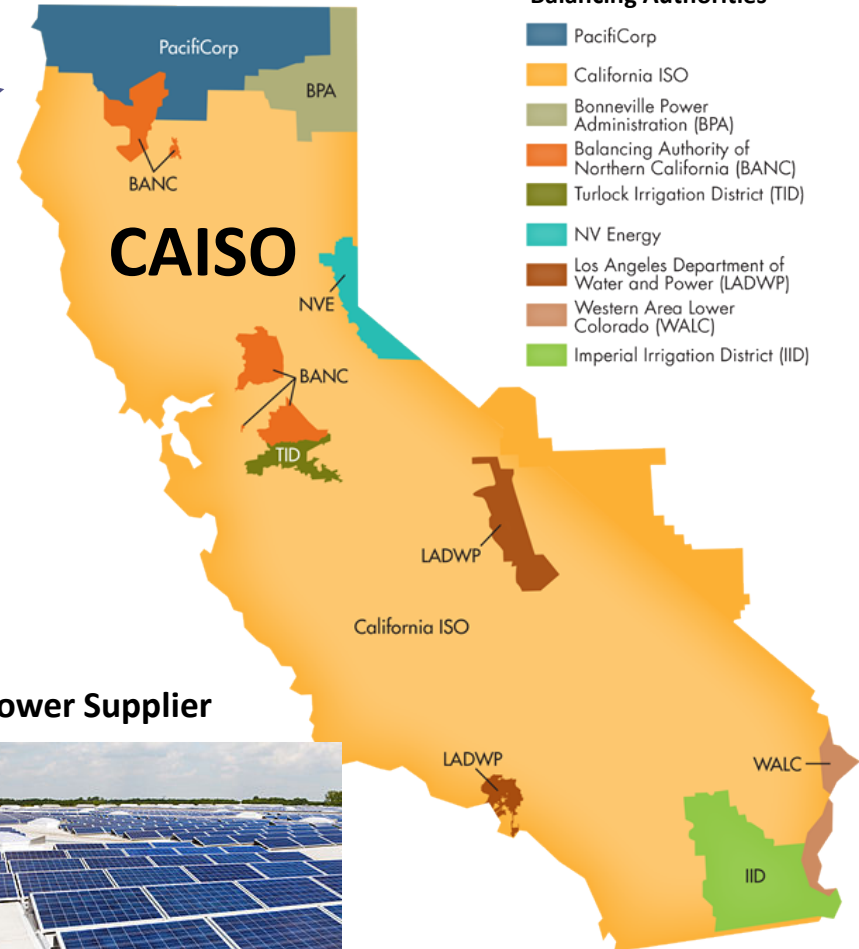 Balancing Authorities
PacifiCorp
California ISO
Bonneville Power
Administration (BPA)
Balancing Authority of
Northern California (BANC)
Turlock Irrigation District (TID)
NV Energy
Los Angeles Department of
Water and Power (LADWP)
Western Area Lower
Colorado (WALC)
Imperial Irrigation District (IID)
PacifiCorp
BPA
BANC
CAISO
NVE
BANC
TID
LADWP
California ISO
ower Supplier
LADWP
WALC
IID